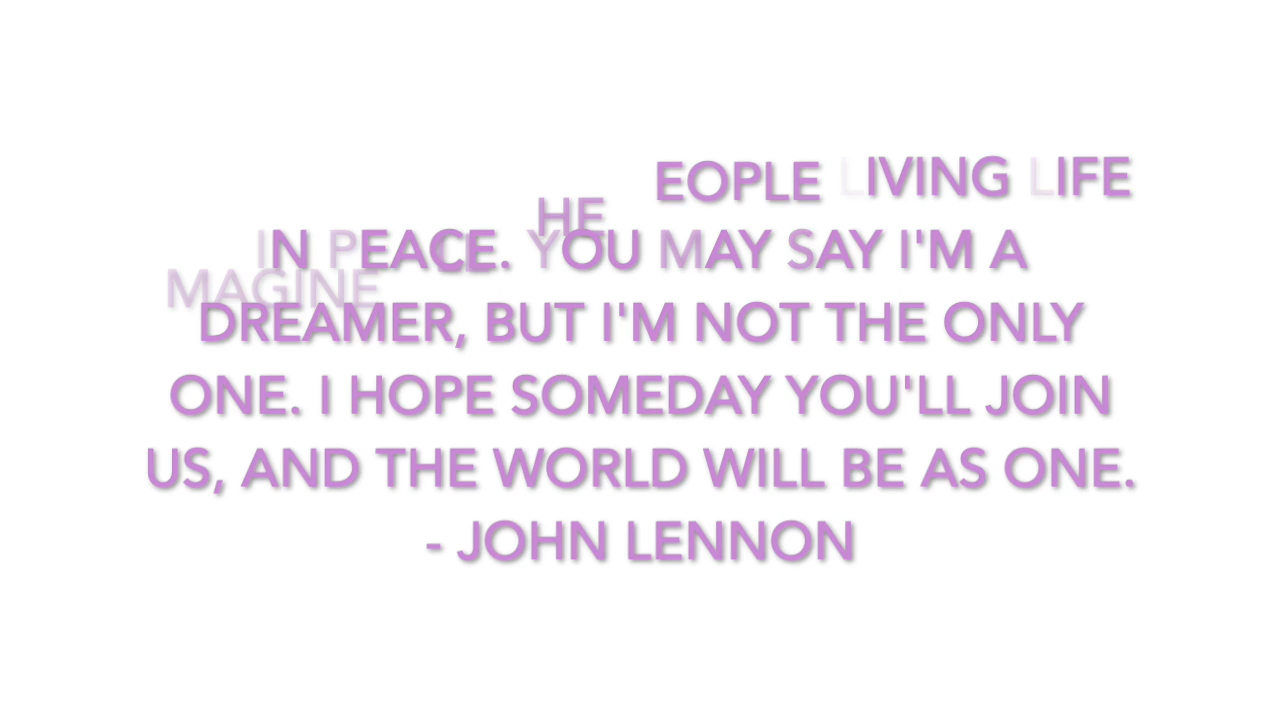 MAGINE LL HE EOPLE LIVING LIFE
IN PEACE. YOU MAY SAY I'M A
DREAMER, BUT I'M NOT THE ONLY
ONE. I HOPE SOMEDAY YOU'LL JOIN
US, AND THE WORLD WILL BE AS ONE.
- JOHN LENNON